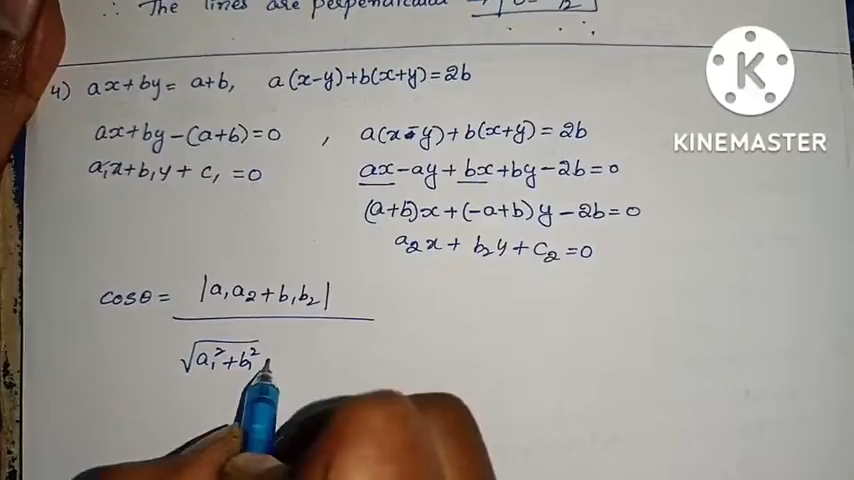 ∴ The lines are perpendicular
4) ax+by= a+b, a(x-y)+b(x+y)=2b
ax+by-(a+b)=0 , a(x-y)+b(x+y)=2b
a₁x+b₁y+c₁=0 ax-ay+bx+by-2b=0
(a+b)x+(-a+b)y-2b=0
a₂x+b₂y+c₂=0
cosθ= |a₁a₂+b₁b₂|
√a₁²+b₁²
KINEMASTER